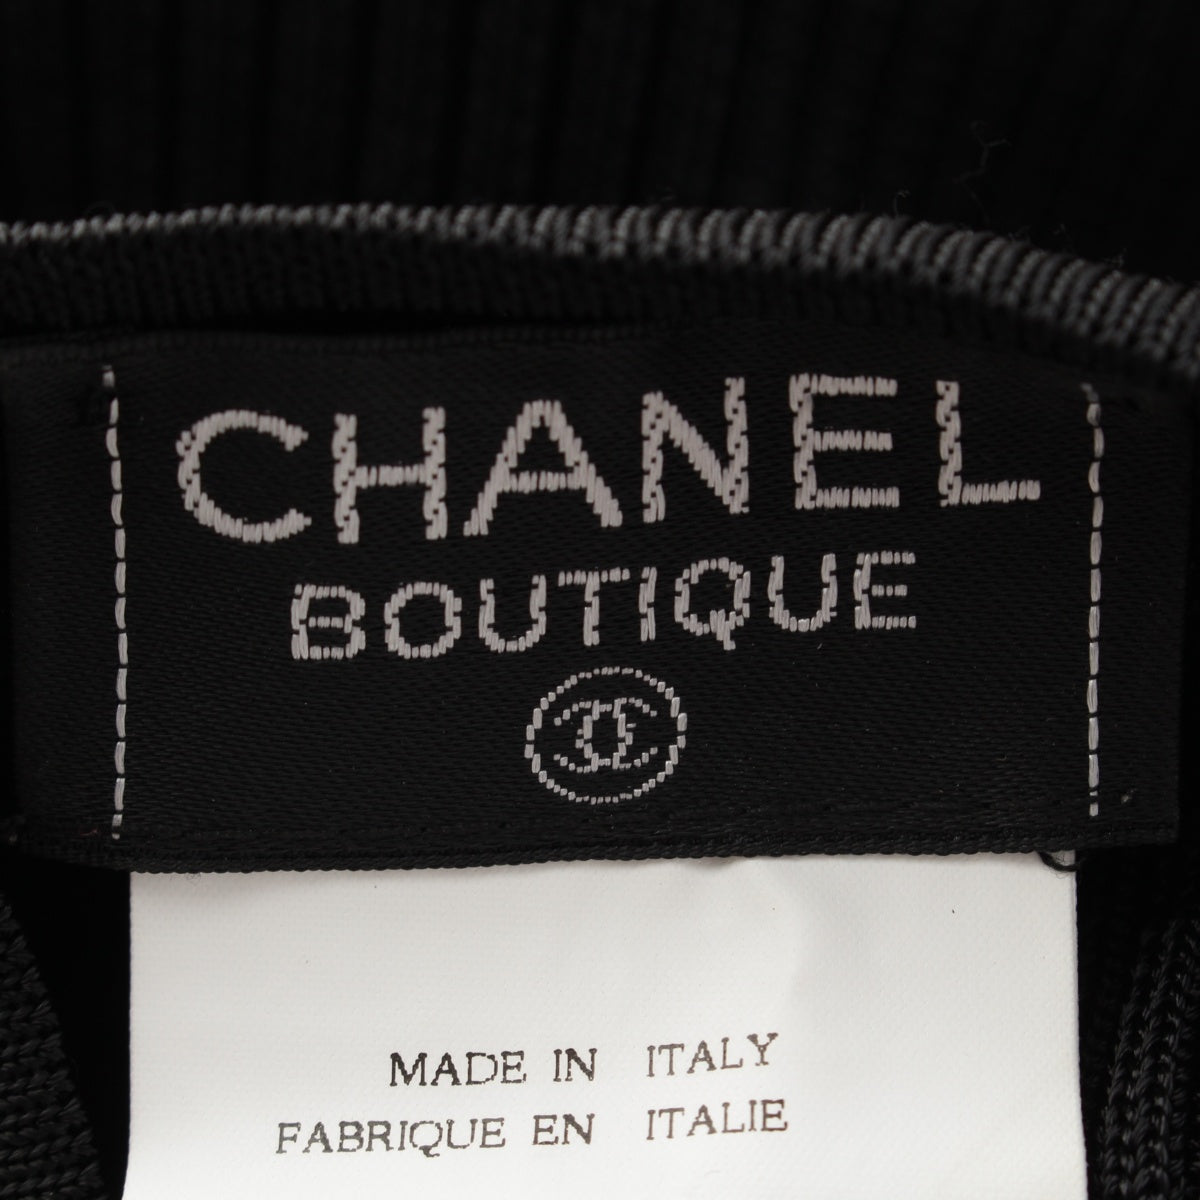 CHANEL
BOUTIQUE
MADE IN ITALY
FABRIQUE EN ITALIE